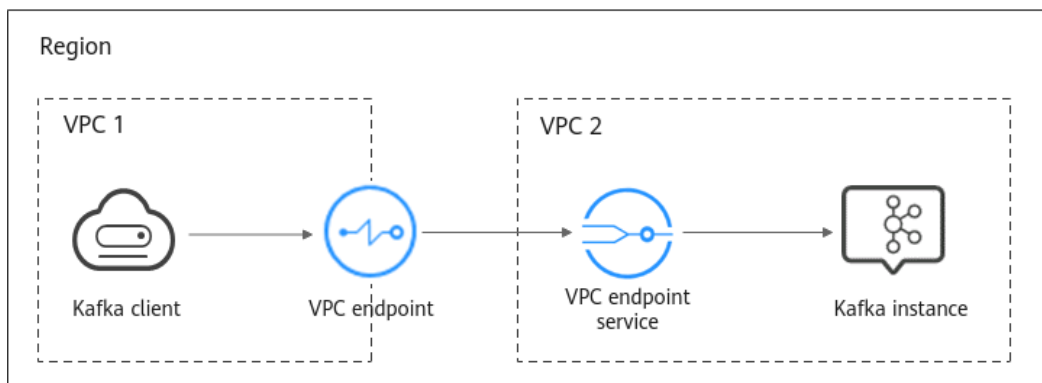 Region
VPC 1
VPC 2
Kafka client
VPC endpoint
VPC endpoint
service
Kafka instance